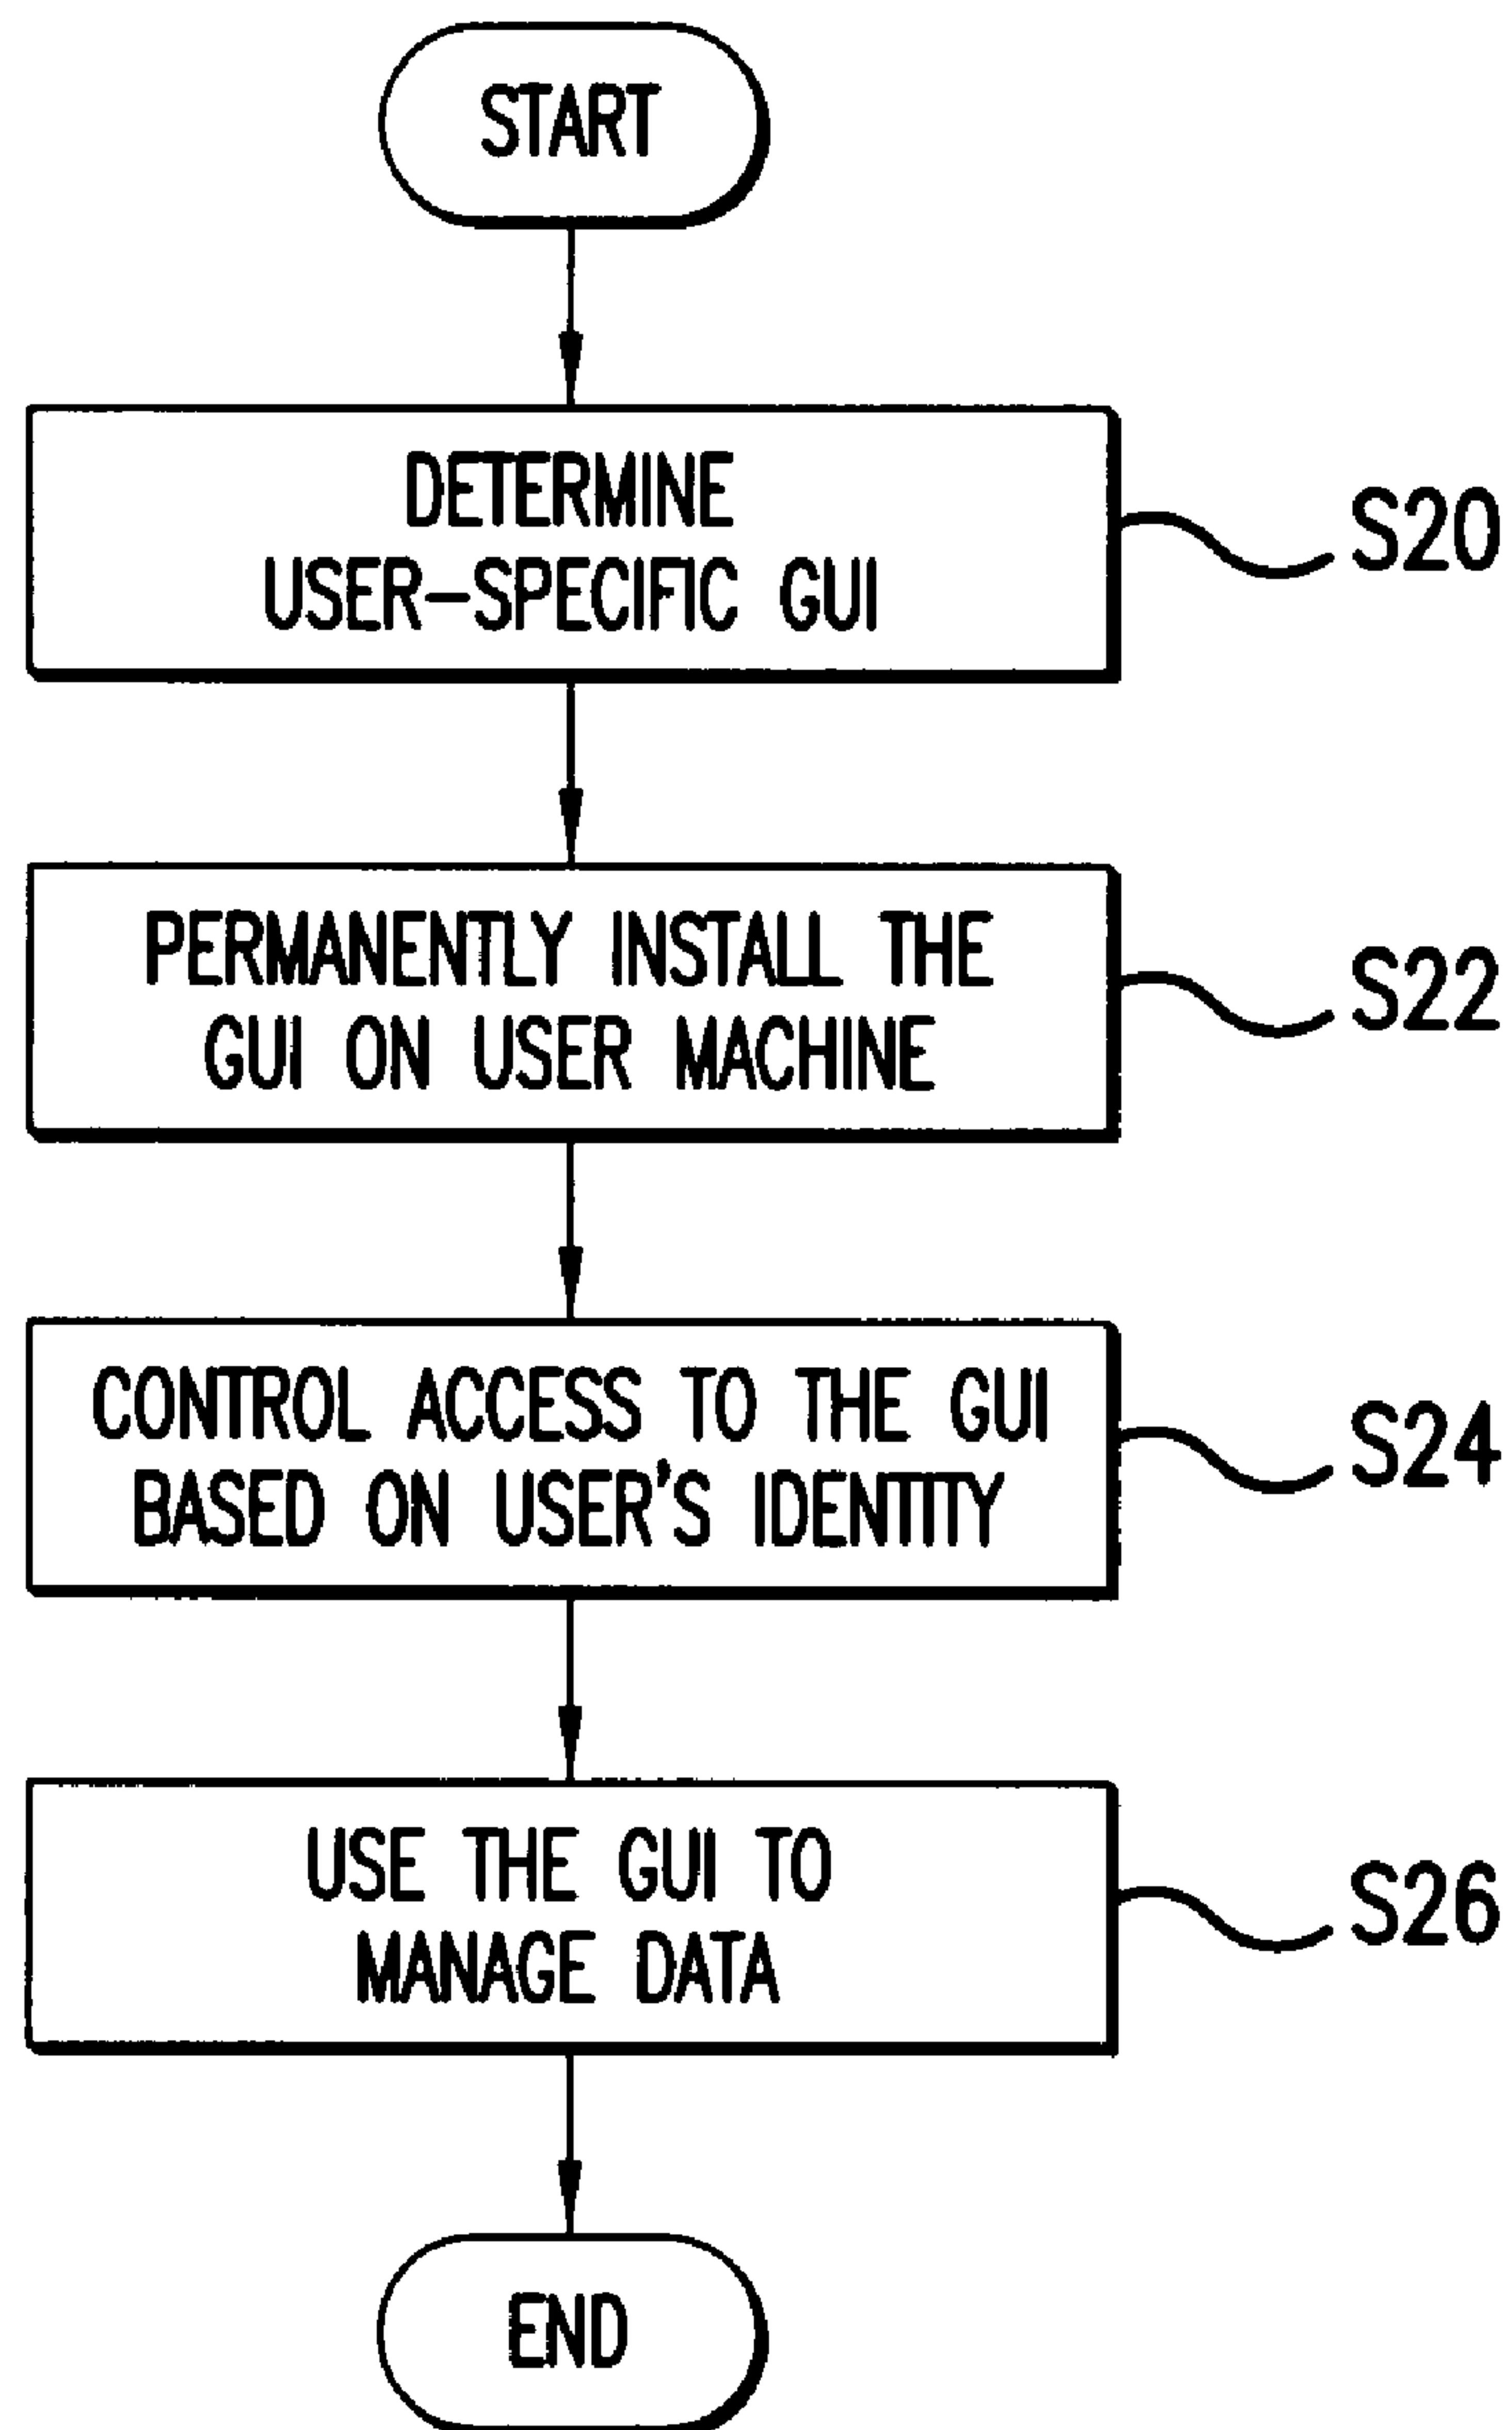 START
DETERMINE
USER-SPECIFIC GUI
S20
PERMANENTLY INSTALL THE
GUI ON USER MACHINE
S22
CONTROL ACCESS TO THE GUI
BASED ON USER'S IDENTITY
S24
USE THE GUI TO
MANAGE DATA
S26
END